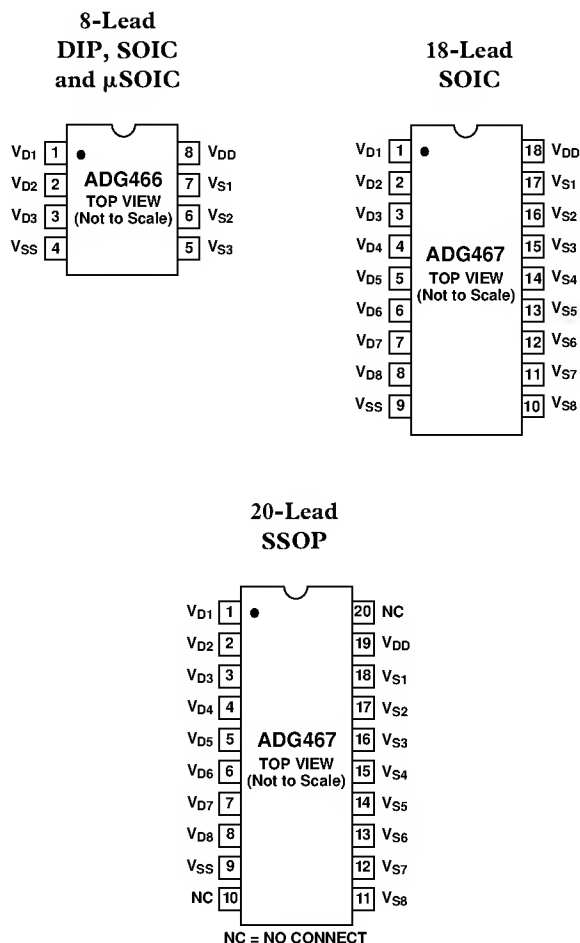 8-Lead
DIP, SOIC
and µSOIC
VD1 1 8 VDD
VD2 2 ADG466 7 VS1
TOP VIEW
VD3 3 (Not to Scale) 6 VS2
VSS 4 5 VS3
18-Lead
SOIC
VD1 1 18 VDD
VD2 2 17 VS1
VD3 3 16 VS2
VD4 4 ADG467 15 VS3
VD5 5 TOP VIEW 14 VS4
(Not to Scale)
VD6 6 13 VS5
VD7 7 12 VS6
VD8 8 11 VS7
VSS 9 10 VS8
20-Lead
SSOP
VD1 1 20 NC
VD2 2 19 VDD
VD3 3 18 VS1
VD4 4 17 VS2
VD5 5 ADG467 16 VS3
TOP VIEW
VD6 6 (Not to Scale) 15 VS4
VD7 7 14 VS5
VD8 8 13 VS6
VSS 9 12 VS7
NC 10 11 VS8
NC = NO CONNECT